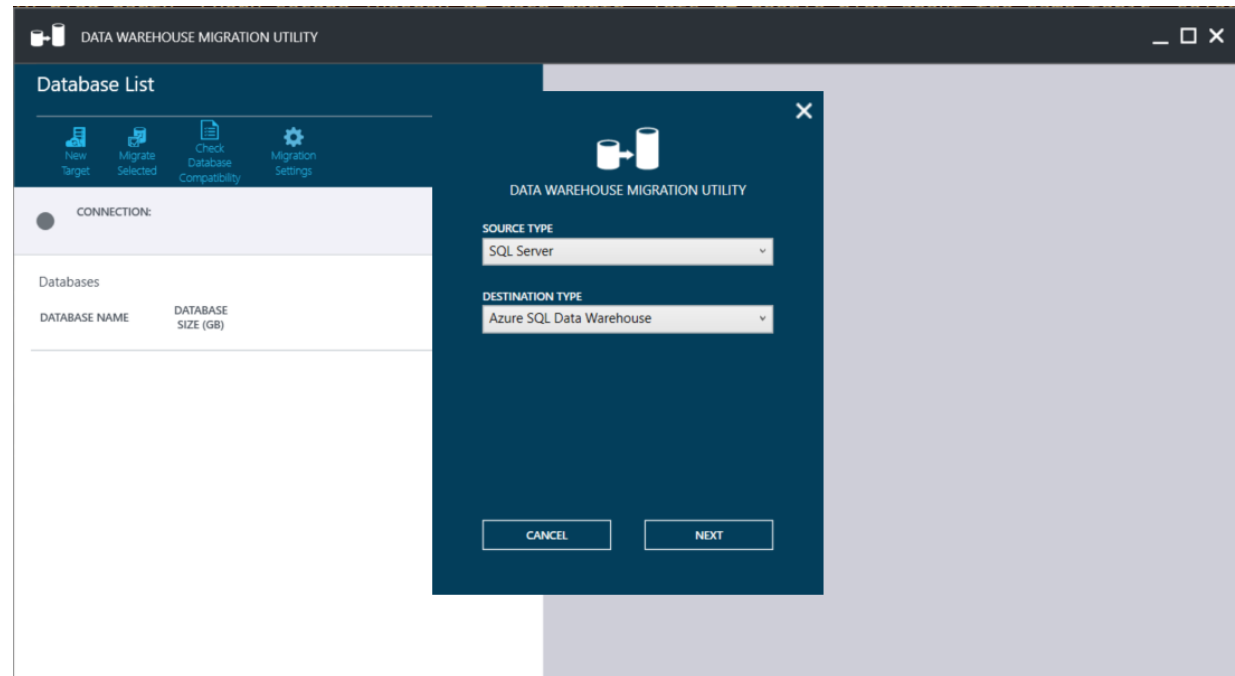 DATA WAREHOUSE MIGRATION UTILITY
Database List
New
Target
Migrate
Selected
Check
Database
Compatibility
Migration
Settings
CONNECTION:
Databases
DATABASE NAME
DATABASE
SIZE (GB)
DATA WAREHOUSE MIGRATION UTILITY
SOURCE TYPE
SQL Server
DESTINATION TYPE
Azure SQL Data Warehouse
CANCEL
NEXT